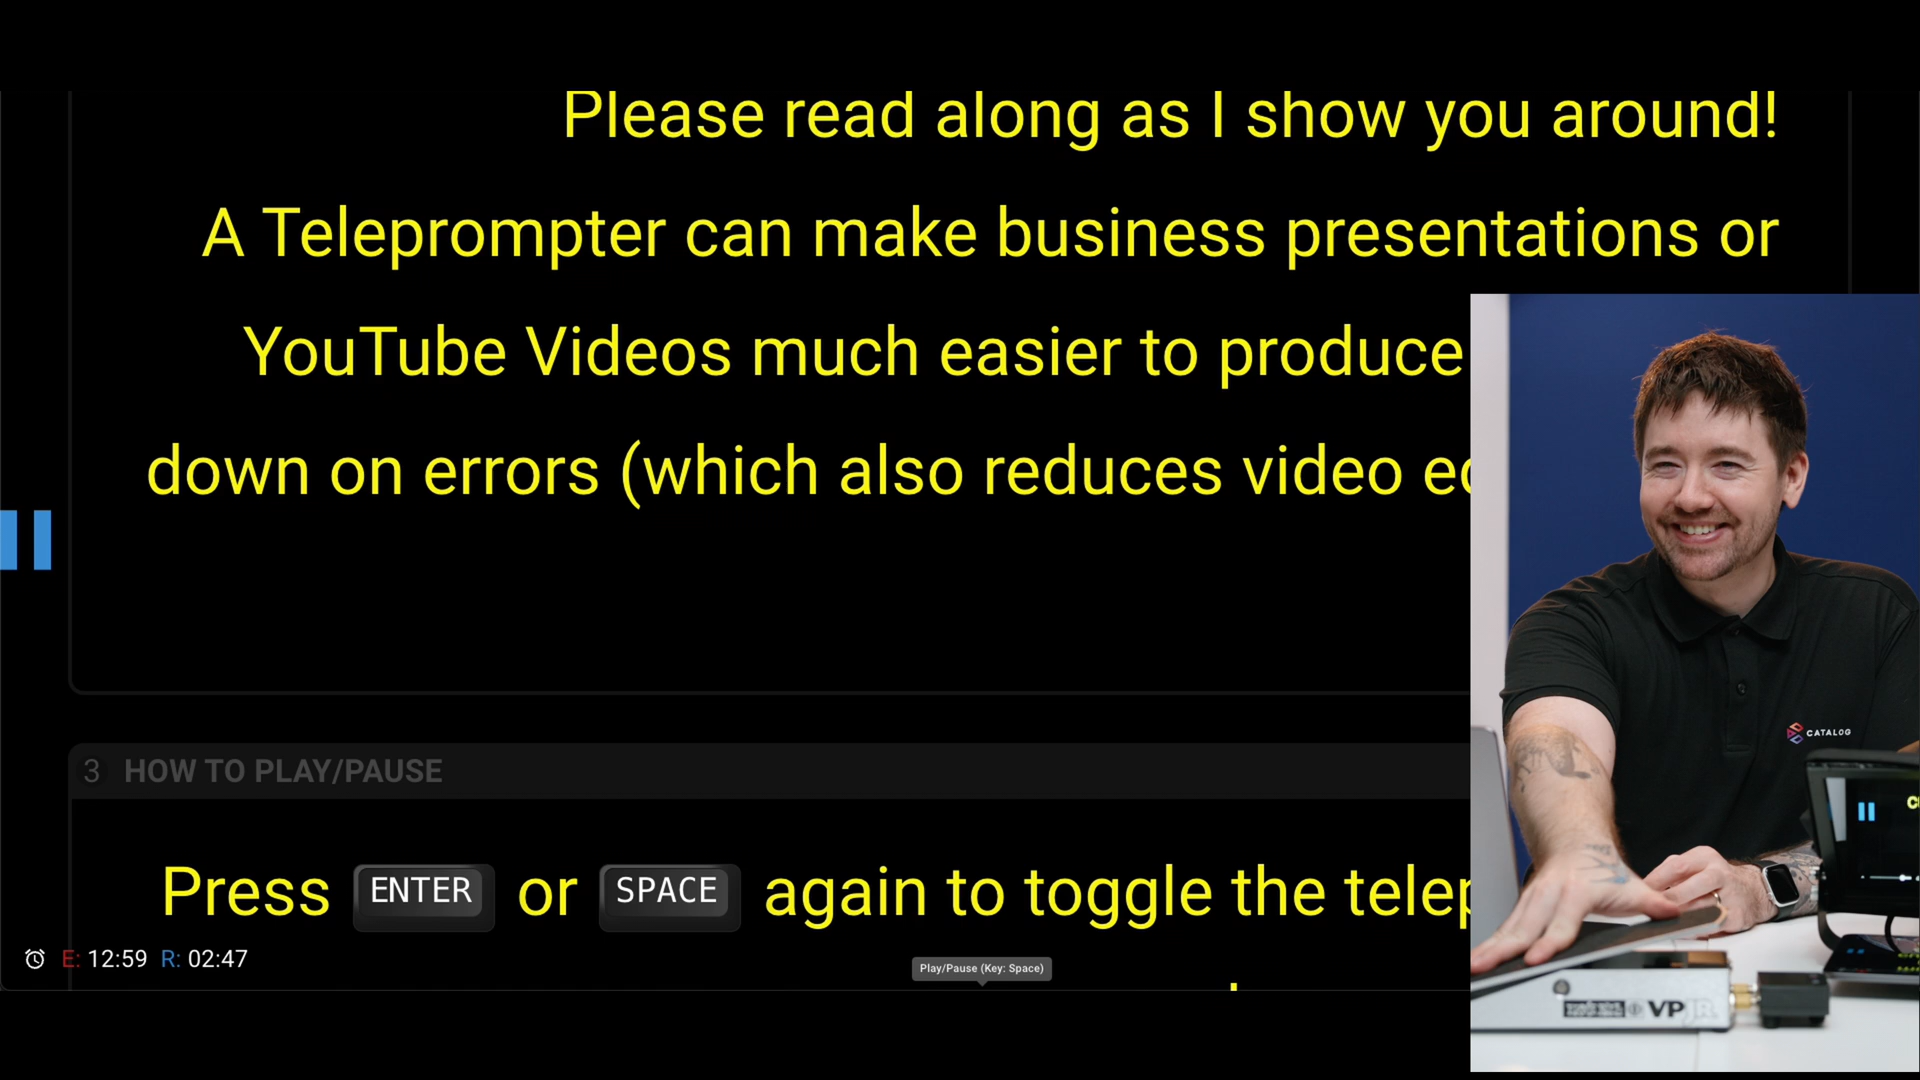 Please read along as I show you around!
A Teleprompter can make business presentations or
YouTube Videos much easier to produce
down on errors (which also reduces video
3 HOW TO PLAY/PAUSE
Press ENTER or SPACE again to toggle the
E: 12:59 R: 02:47
Play/Pause (Key: Space)
CATALOG
VPJR